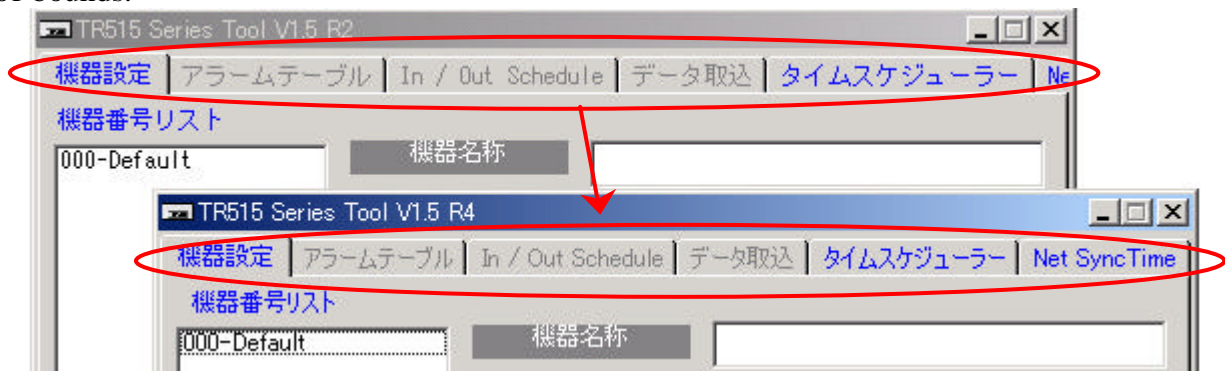 or bounds.
TR515 Series Tool V1.5 R2
機器設定 アラームテーブル In / Out Schedule データ取込 タイムスケジューラー Ne
機器番号リスト
000-Default 機器名称
TR515 Series Tool V1.5 R4
機器設定 アラームテーブル In / Out Schedule データ取込 タイムスケジューラー Net SyncTime
機器番号リスト
000-Default 機器名称